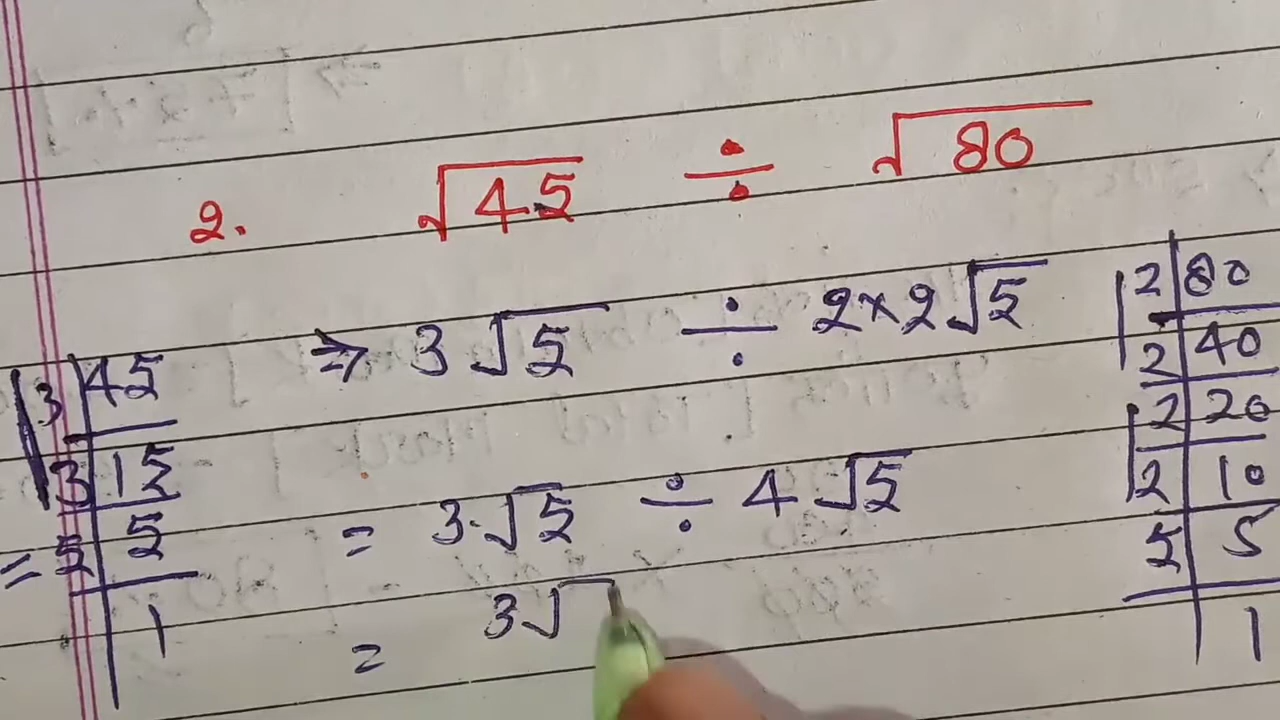 2. √45 ÷ √80
⇒ 3√5 ÷ 2×2√5
= 3·√5 ÷ 4√5
= 3√
3 | 45
3 | 15
= 5 | 5
1
2 | 80
2 | 40
2 | 20
2 | 10
5 | 5
1